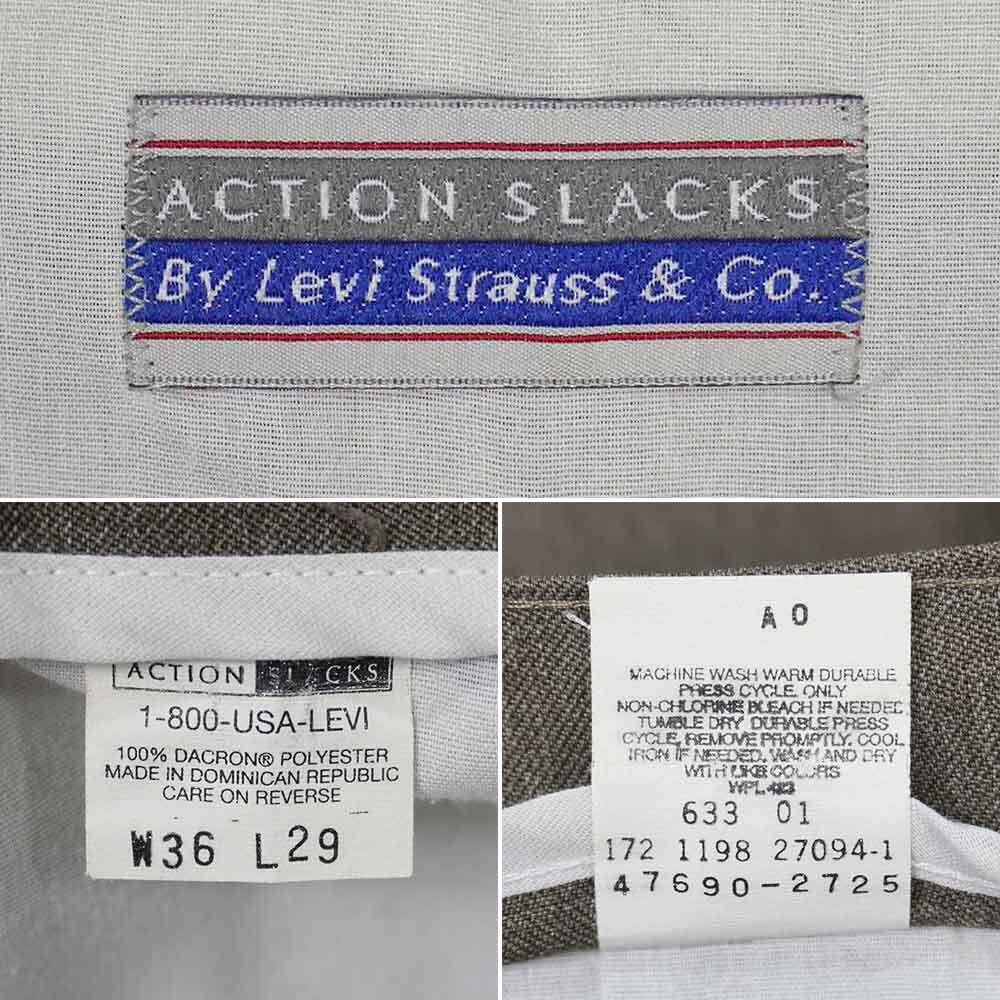 ACTION SLACKS
By Levi Strauss & Co.
ACTION SLACKS
1-800-USA-LEVI
100% DACRON® POLYESTER
MADE IN DOMINICAN REPUBLIC
CARE ON REVERSE
W36 L29
A 0
MACHINE WASH WARM DURABLE
PRESS CYCLE. ONLY
NON-CHLORINE BLEACH IF NEEDED
TUMBLE DRY DURABLE PRESS
CYCLE, REMOVE PROMPTLY. COOL
IRON IF NEEDED, WASH AND DRY
WITH LIKE COLOURS
WPL 423
633 01
172 1198 27094-1
47690-2725